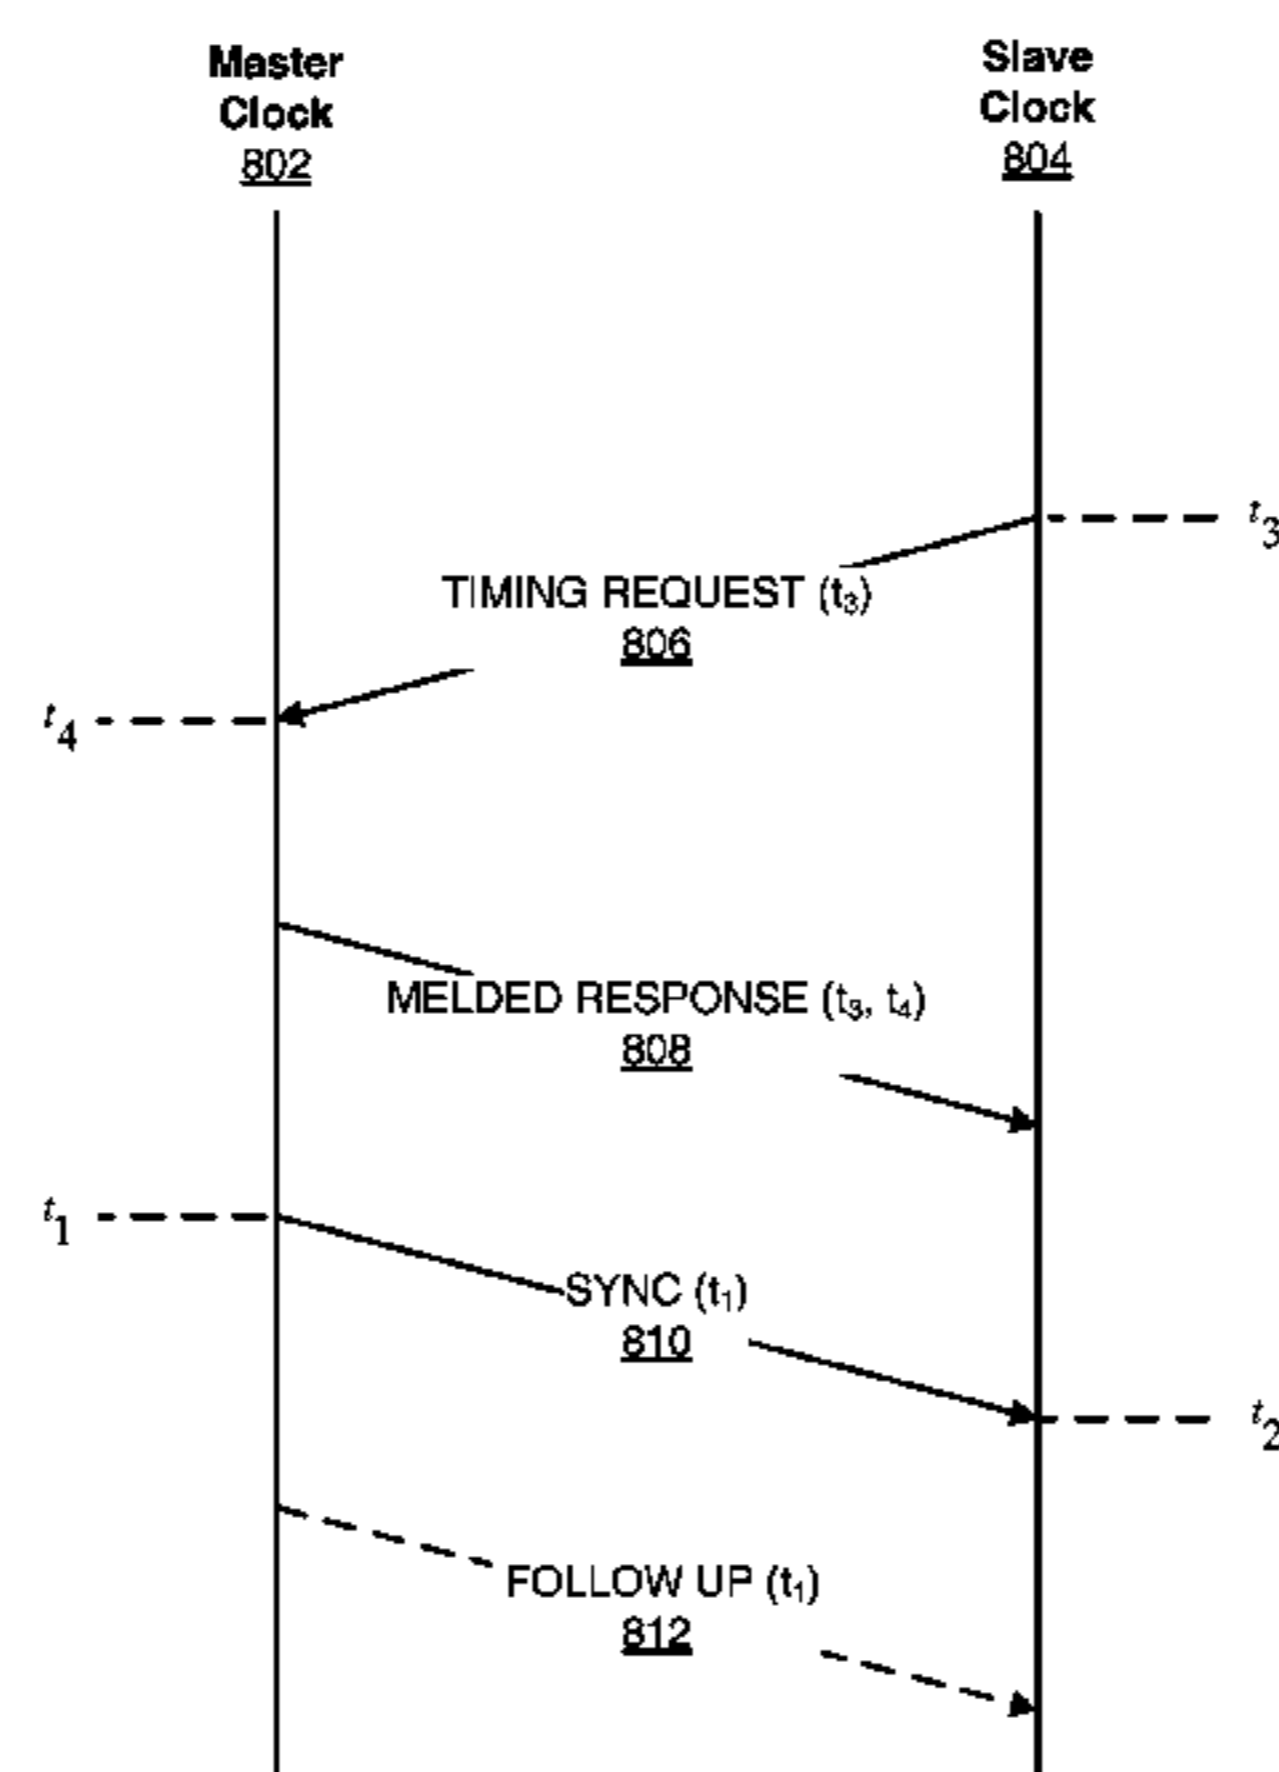 Master
Clock
802
Slave
Clock
804
t3
TIMING REQUEST (t3)
806
t4
MELDED RESPONSE (t3, t4)
808
t1
SYNC (t1)
810
t2
FOLLOW UP (t1)
812